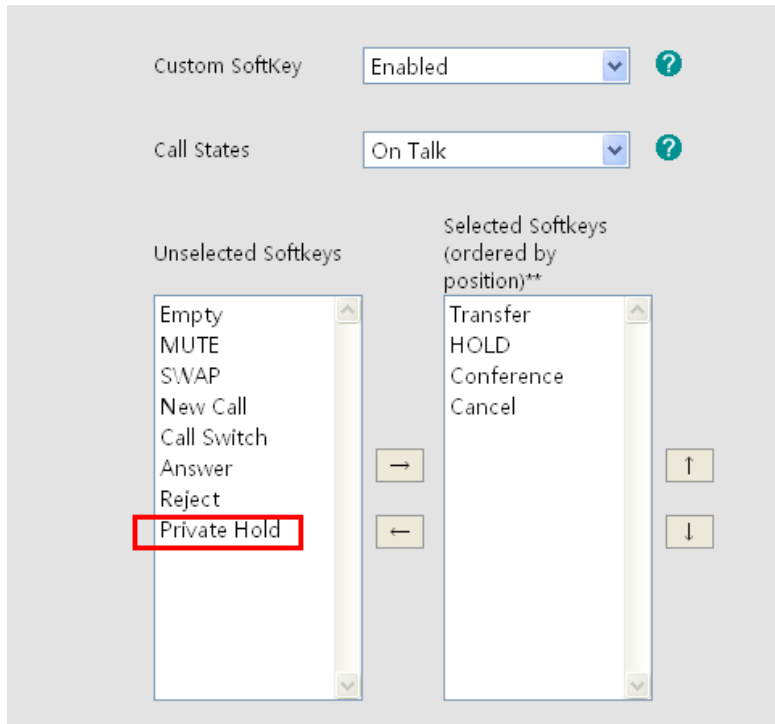 Custom SoftKey
Enabled
?
Call States
On Talk
?
Unselected Softkeys
Selected Softkeys
(ordered by
position)**
Empty
MUTE
SWAP
New Call
Call Switch
Answer
Reject
Private Hold
→
←
Transfer
HOLD
Conference
Cancel
↑
↓